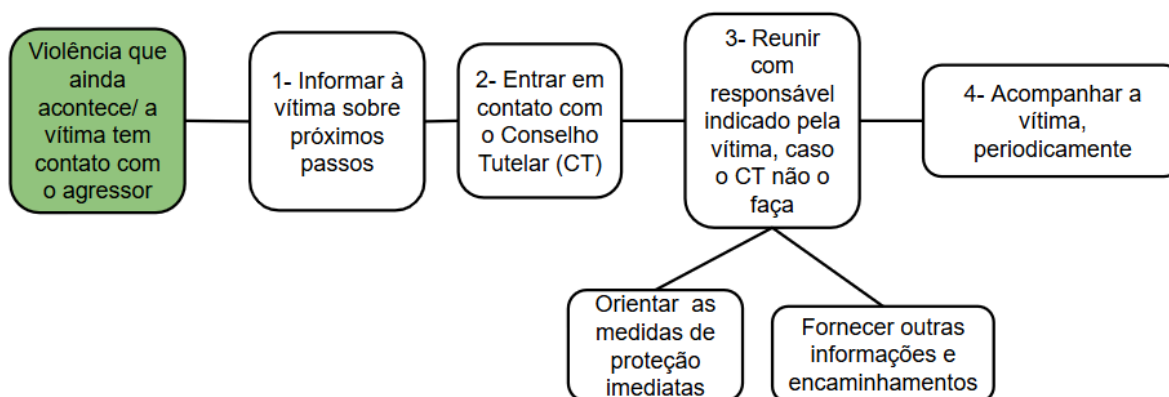 Violência que
ainda
acontece/ a
vítima tem
contato com
o agressor
1- Informar à
vítima sobre
próximos
passos
2- Entrar em
contato com
o Conselho
Tutelar (CT)
3- Reunir
com
responsável
indicado pela
vítima, caso
o CT não o
faça
4- Acompanhar a
vítima,
periodicamente
Orientar as
medidas de
proteção
imediatas
Fornecer outras
informações e
encaminhamentos